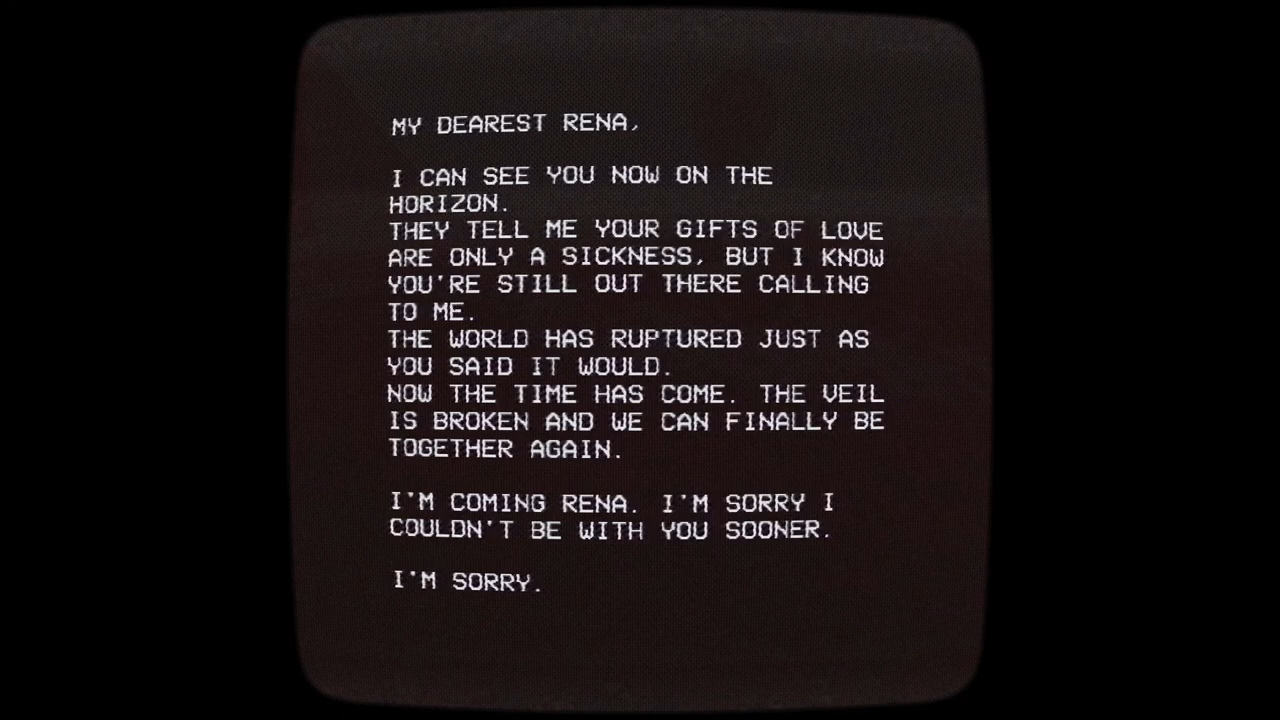 MY DEAREST RENA,
I CAN SEE YOU NOW ON THE
HORIZON.
THEY TELL ME YOUR GIFTS OF LOVE
ARE ONLY A SICKNESS, BUT I KNOW
YOU'RE STILL OUT THERE CALLING
TO ME.
THE WORLD HAS RUPTURED JUST AS
YOU SAID IT WOULD.
NOW THE TIME HAS COME. THE VEIL
IS BROKEN AND WE CAN FINALLY BE
TOGETHER AGAIN.
I'M COMING RENA. I'M SORRY I
COULDN'T BE WITH YOU SOONER.
I'M SORRY.